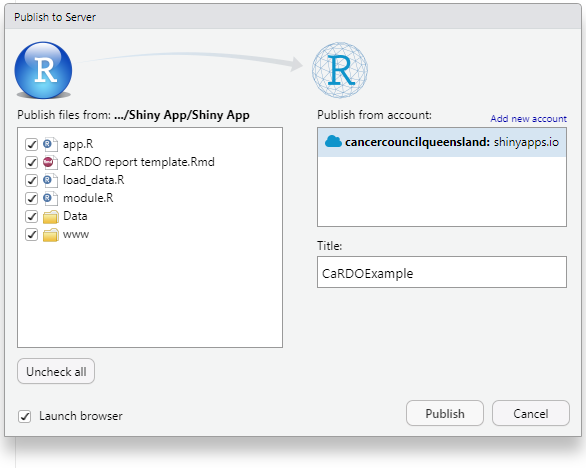 Publish to Server
R
R
Publish files from: .../Shiny App/Shiny App
app.R
CaRDO report template.Rmd
load_data.R
module.R
Data
www
Uncheck all
Launch browser
Publish from account:
Add new account
cancercouncilqueensland: shinyapps.io
Title:
CaRDOExample
Publish
Cancel